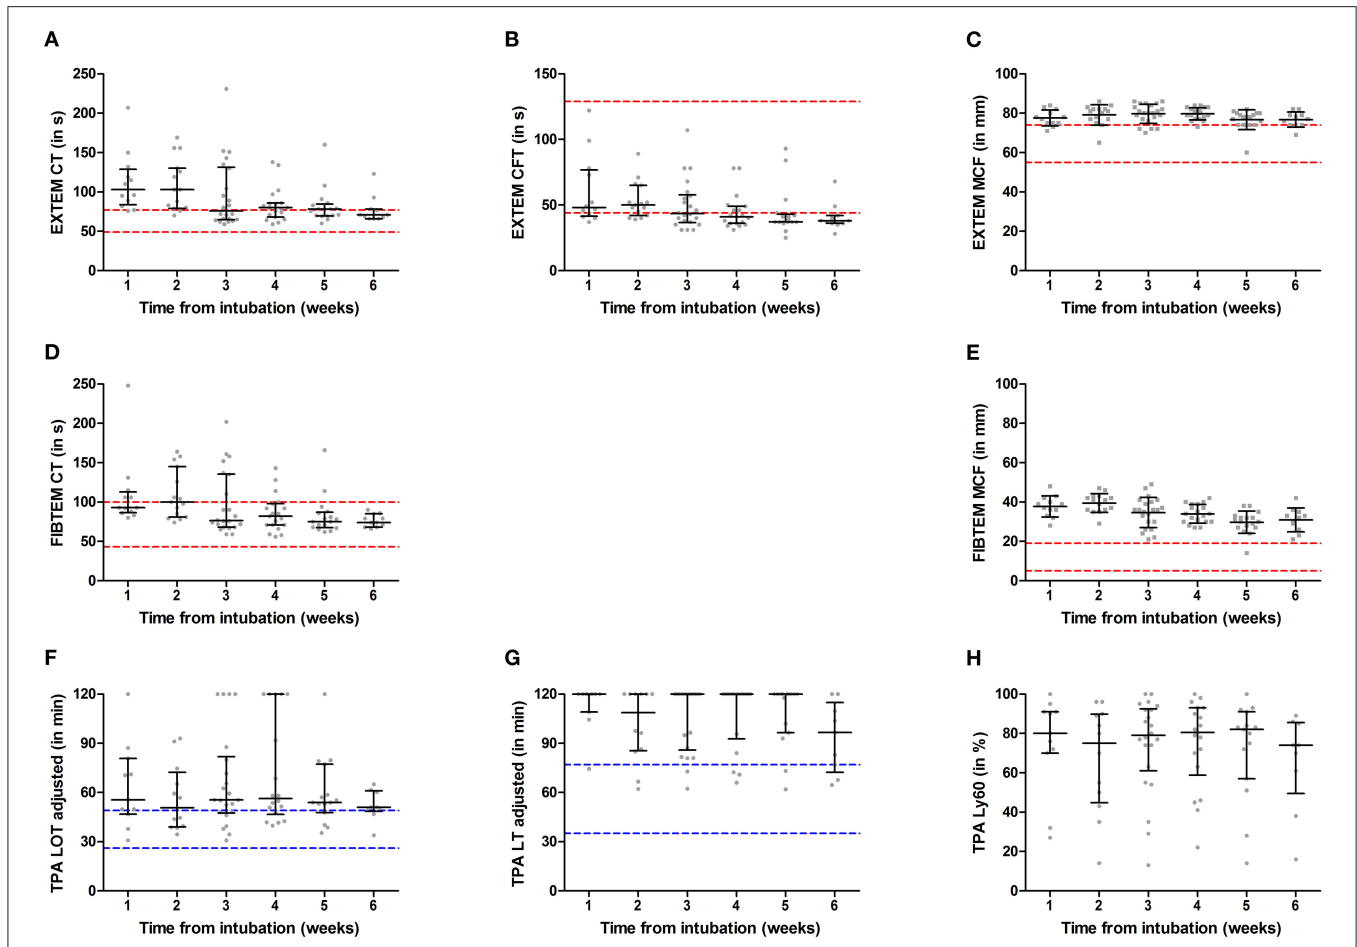 A
EXTEM CT (in s)
250
200
150
100
50
0
1 2 3 4 5 6
Time from intubation (weeks)
B
EXTEM CFT (in s)
150
100
50
0
1 2 3 4 5 6
Time from intubation (weeks)
C
EXTEM MCF (in mm)
100
80
60
40
20
0
1 2 3 4 5 6
Time from intubation (weeks)
D
FIBTEM CT (in s)
250
200
150
100
50
0
1 2 3 4 5 6
Time from intubation (weeks)
E
FIBTEM MCF (in mm)
100
80
60
40
20
0
1 2 3 4 5 6
Time from intubation (weeks)
F
TPA LOT adjusted (in min)
120
90
60
30
0
1 2 3 4 5 6
Time from intubation (weeks)
G
TPA LT adjusted (in min)
120
90
60
30
0
1 2 3 4 5 6
Time from intubation (weeks)
H
TPA Ly60 (in %)
100
80
60
40
20
0
1 2 3 4 5 6
Time from intubation (weeks)